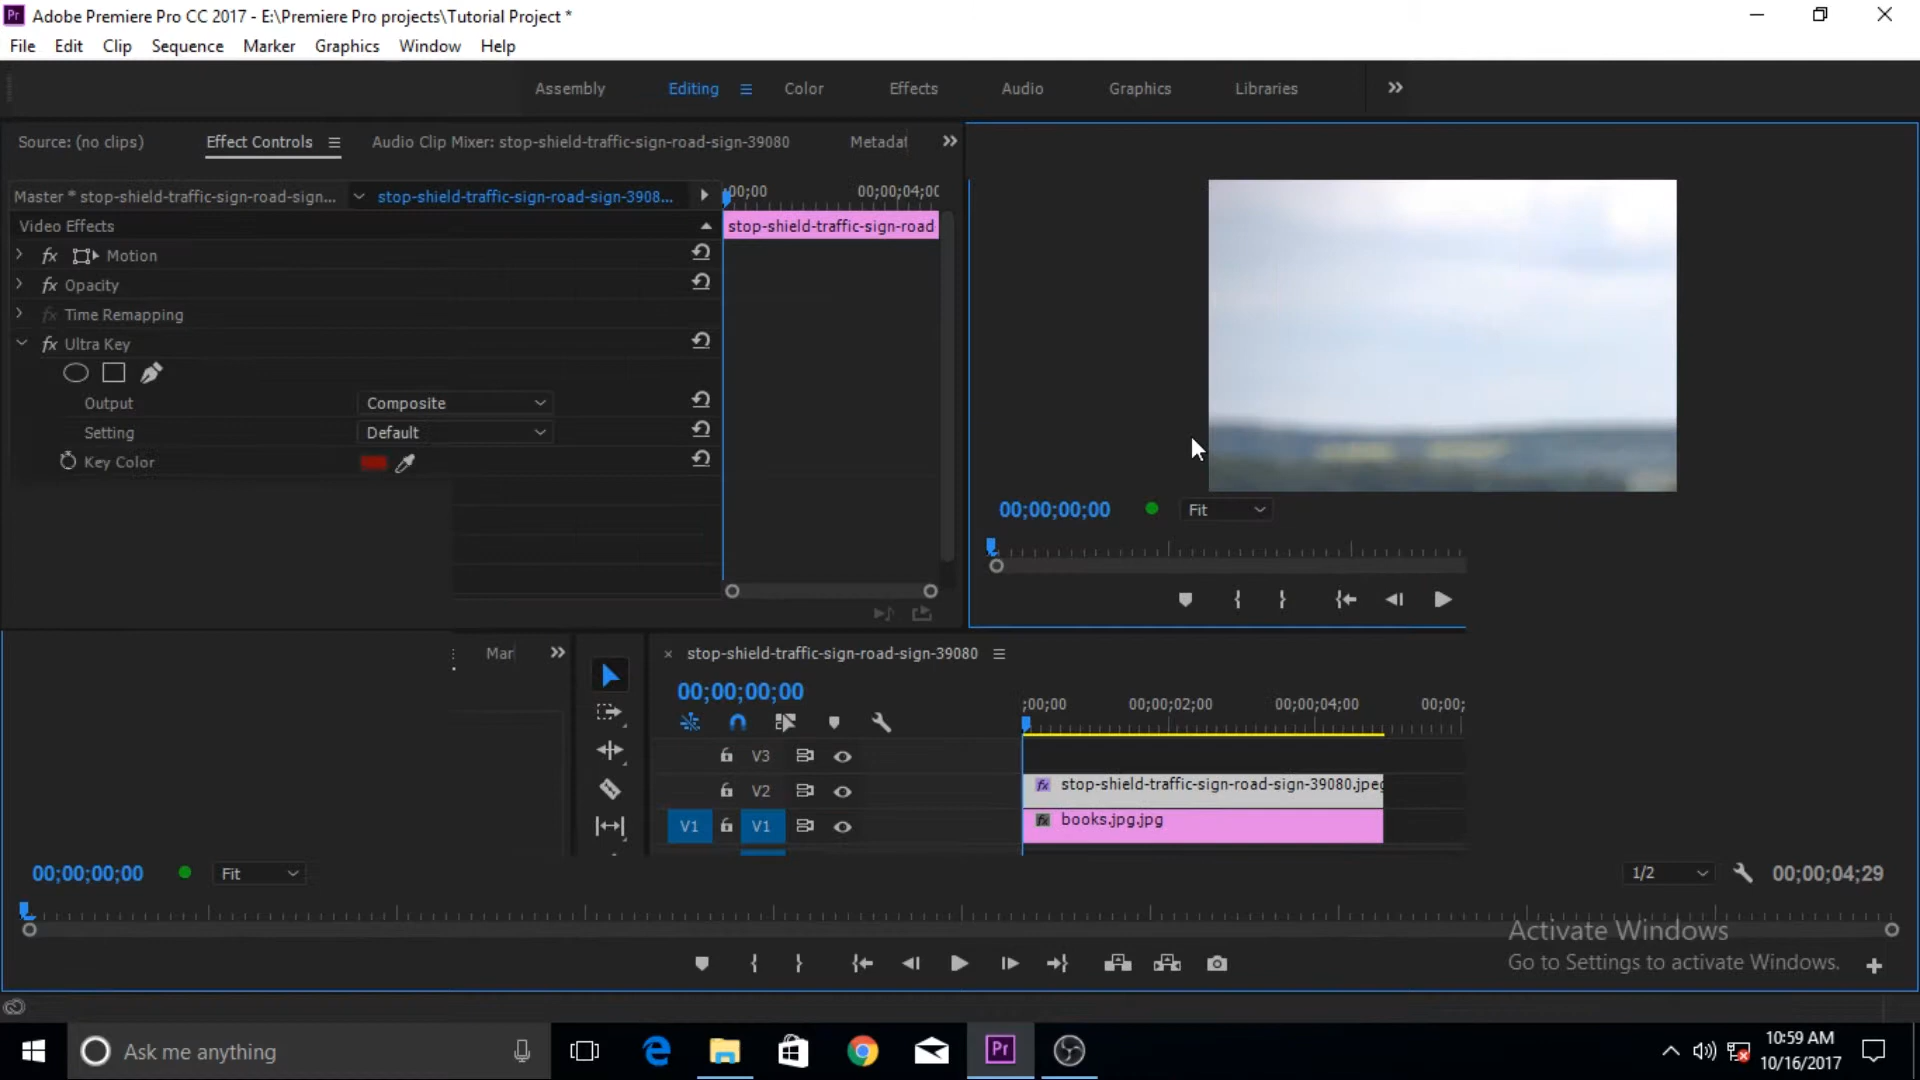 Pr Adobe Premiere Pro CC 2017 - E:\Premiere Pro projects\Tutorial Project *
File Edit Clip Sequence Marker Graphics Window Help
Assembly Editing Color Effects Audio Graphics Libraries
Source: (no clips) Effect Controls Audio Clip Mixer: stop-shield-traffic-sign-road-sign-39080 Metadat
Master * stop-shield-traffic-sign-road-sign... stop-shield-traffic-sign-road-sign-3908... :00;00 00;00;04;00
Video Effects stop-shield-traffic-sign-road
fx Motion
fx Opacity
fx Time Remapping
fx Ultra Key
Output Composite
Setting Default
Key Color
00;00;00;00 Fit
Mar stop-shield-traffic-sign-road-sign-39080
00;00;00;00
;00;00 00;00;02;00 00;00;04;00 00;00;
V3
V2 fx stop-shield-traffic-sign-road-sign-39080.jpeg
V1 V1 fx books.jpg.jpg
00;00;00;00 Fit 1/2 00;00;04;29
Activate Windows
Go to Settings to activate Windows.
Ask me anything
Pr
10:59 AM
10/16/2017